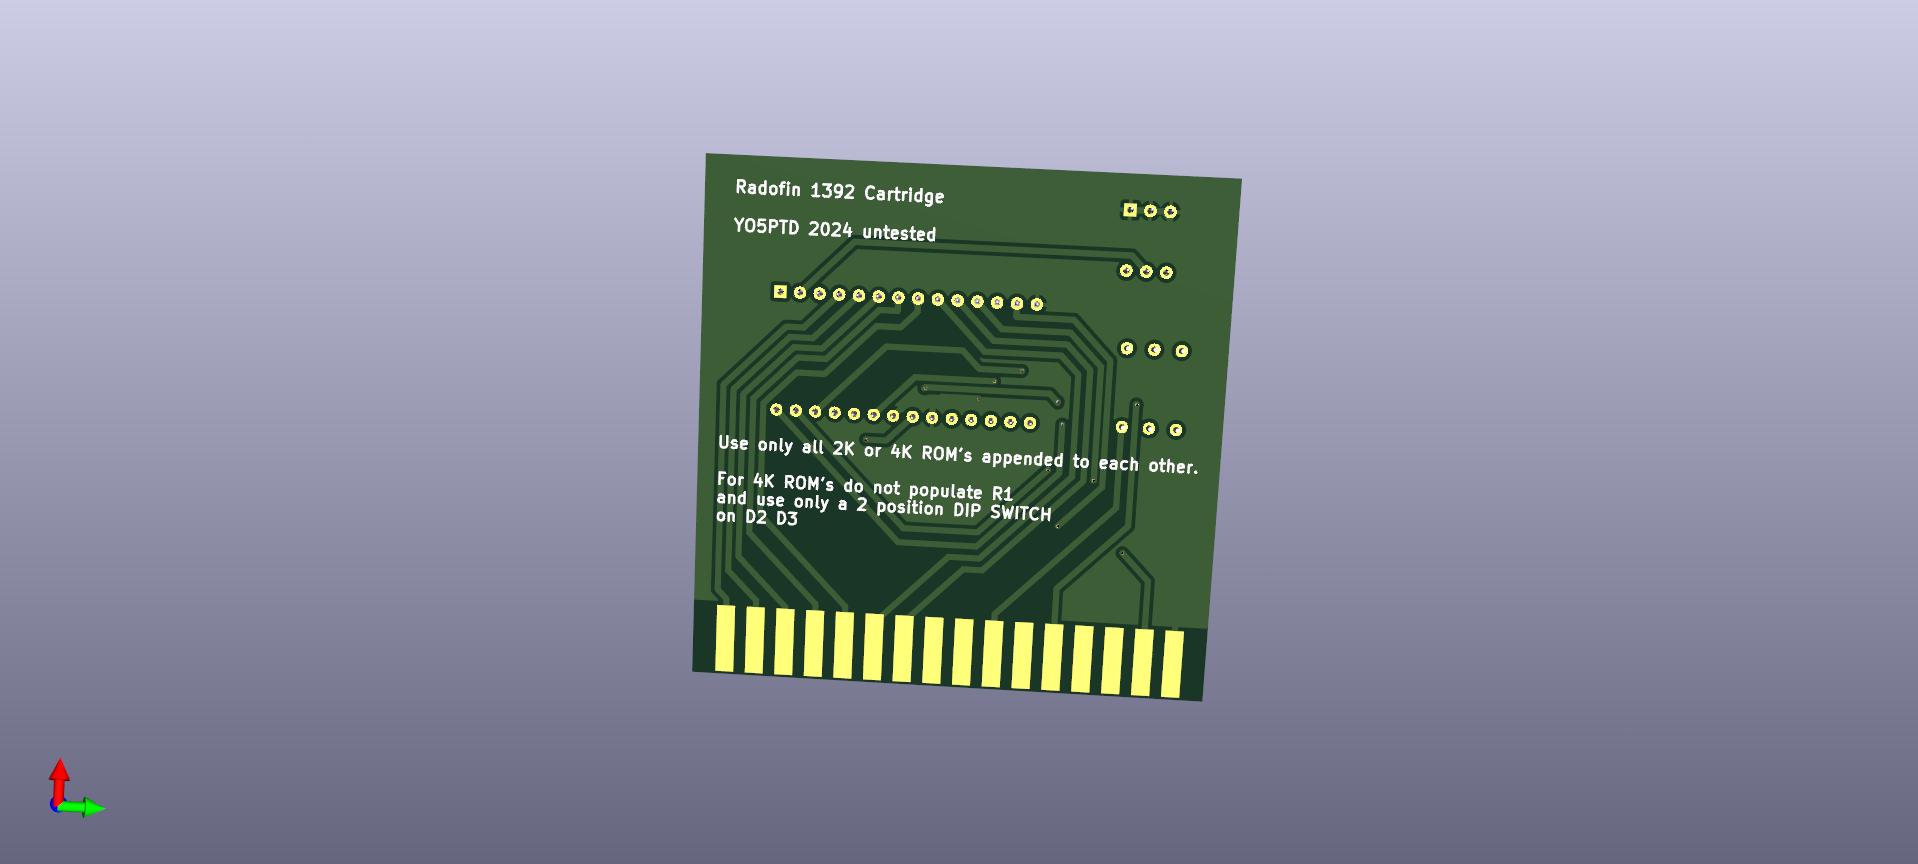 Radofin 1392 Cartridge
YO5PTD 2024 untested
Use only all 2K or 4K ROM's appended to each other.
For 4K ROM's do not populate R1
and use only a 2 position DIP SWITCH
on D2 D3